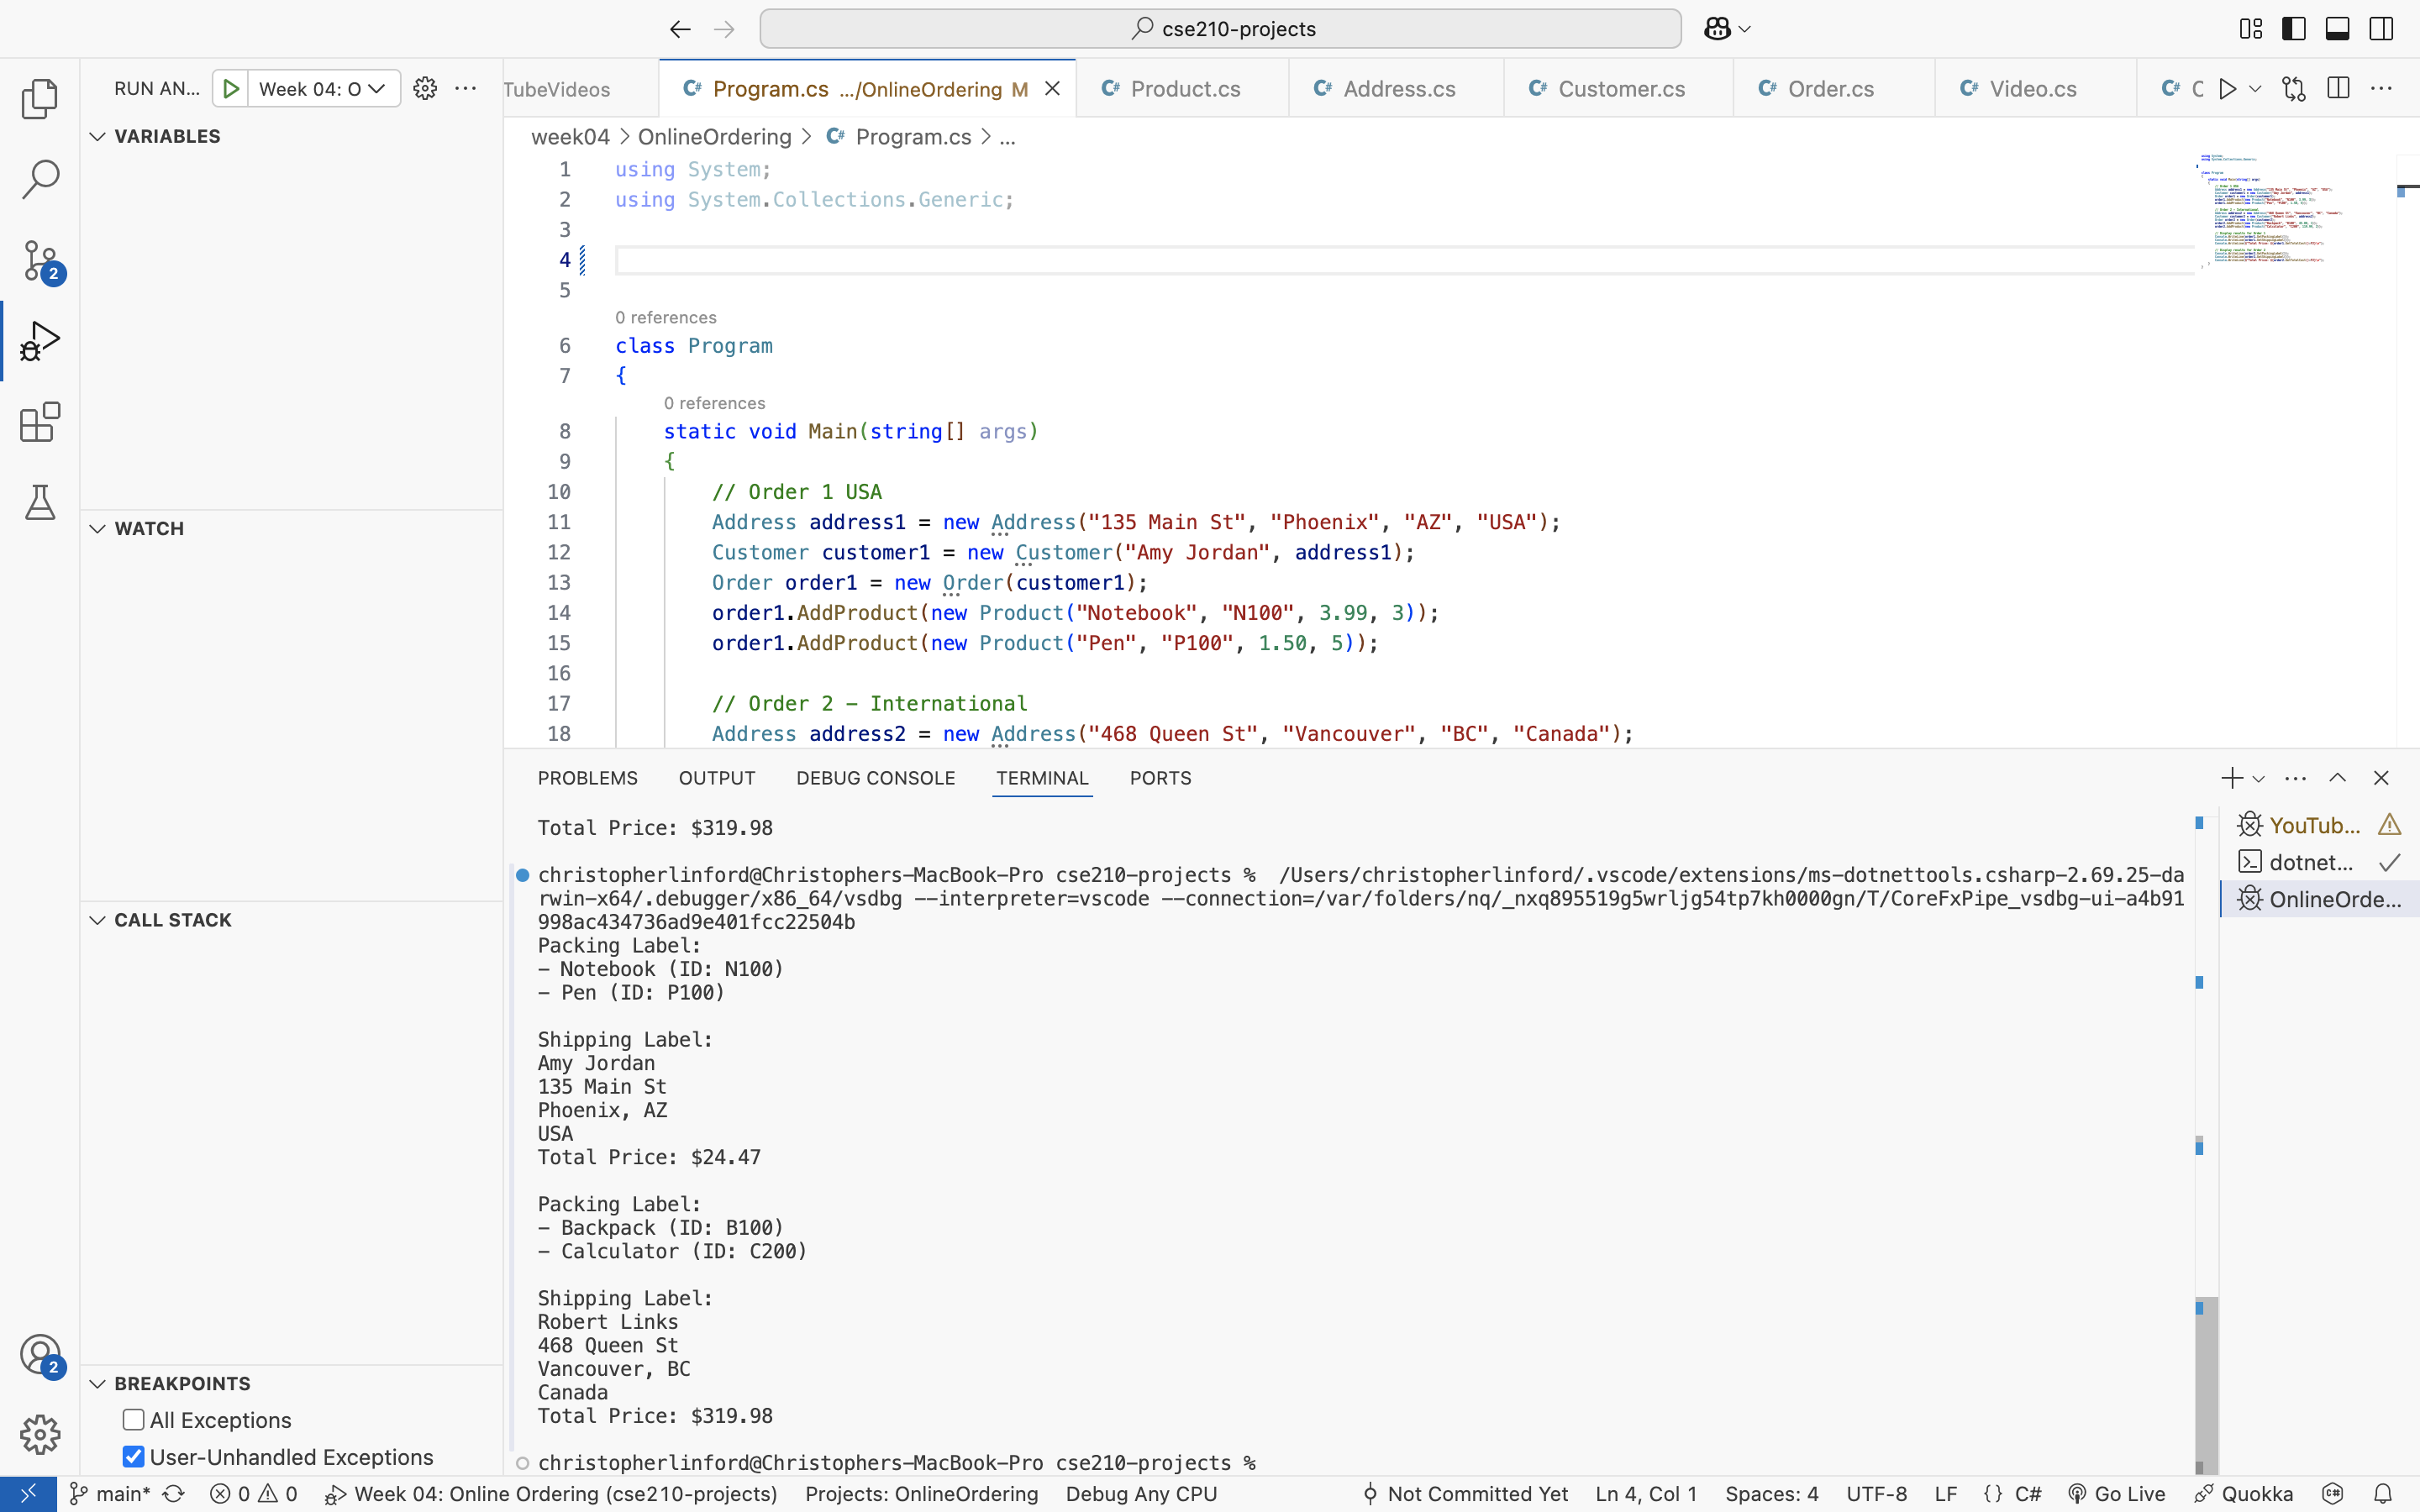 cse210-projects
RUN AN... Week 04: O
TubeVideos Program.cs .../OnlineOrdering M Product.cs Address.cs Customer.cs Order.cs Video.cs C
VARIABLES
WATCH
CALL STACK
BREAKPOINTS
All Exceptions
User-Unhandled Exceptions
week04 > OnlineOrdering > Program.cs > ...
1 using System;
2 using System.Collections.Generic;
3
4
5
0 references
6 class Program
7 {
0 references
8 static void Main(string[] args)
9 {
10 // Order 1 USA
11 Address address1 = new Address("135 Main St", "Phoenix", "AZ", "USA");
12 Customer customer1 = new Customer("Amy Jordan", address1);
13 Order order1 = new Order(customer1);
14 order1.AddProduct(new Product("Notebook", "N100", 3.99, 3));
15 order1.AddProduct(new Product("Pen", "P100", 1.50, 5));
16
17 // Order 2 - International
18 Address address2 = new Address("468 Queen St", "Vancouver", "BC", "Canada");
PROBLEMS OUTPUT DEBUG CONSOLE TERMINAL PORTS
Total Price: $319.98
christopherlinford@Christophers-MacBook-Pro cse210-projects % /Users/christopherlinford/.vscode/extensions/ms-dotnettools.csharp-2.69.25-da
rwin-x64/.debugger/x86_64/vsdbg --interpreter=vscode --connection=/var/folders/nq/_nxq895519g5wrljg54tp7kh0000gn/T/CoreFxPipe_vsdbg-ui-a4b91
998ac434736ad9e401fcc22504b
Packing Label:
- Notebook (ID: N100)
- Pen (ID: P100)
Shipping Label:
Amy Jordan
135 Main St
Phoenix, AZ
USA
Total Price: $24.47
Packing Label:
- Backpack (ID: B100)
- Calculator (ID: C200)
Shipping Label:
Robert Links
468 Queen St
Vancouver, BC
Canada
Total Price: $319.98
christopherlinford@Christophers-MacBook-Pro cse210-projects %
YouTub...
dotnet...
OnlineOrde...
2
2
main* 0 0 Week 04: Online Ordering (cse210-projects) Projects: OnlineOrdering Debug Any CPU Not Committed Yet Ln 4, Col 1 Spaces: 4 UTF-8 LF {} C# Go Live Quokka